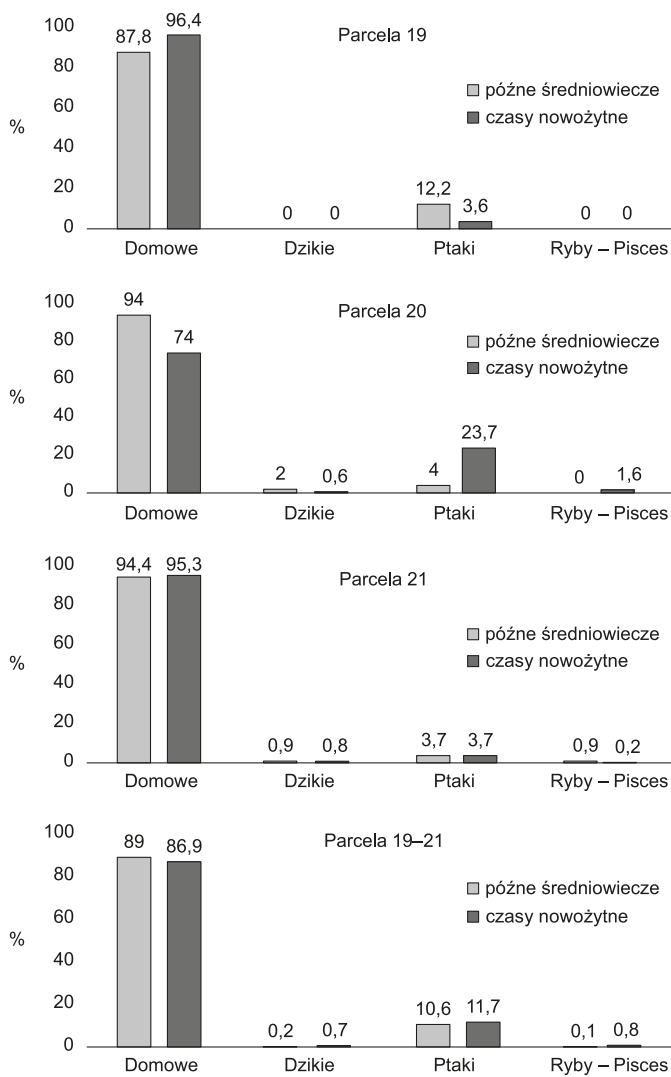 Parcela 19
100
80
60
40
20
0
%
87,8 96,4
0 0
12,2 3,6
0 0
późne średniowiecze
czasy nowożytne
Domowe Dzikie Ptaki Ryby – Pisces
Parcela 20
100
80
60
40
20
0
%
94 74
2 0,6
4 23,7
0 1,6
późne średniowiecze
czasy nowożytne
Domowe Dzikie Ptaki Ryby – Pisces
Parcela 21
100
80
60
40
20
0
%
94,4 95,3
0,9 0,8
3,7 3,7
0,9 0,2
późne średniowiecze
czasy nowożytne
Domowe Dzikie Ptaki Ryby – Pisces
Parcela 19–21
100
80
60
40
20
0
%
89 86,9
0,2 0,7
10,6 11,7
0,1 0,8
późne średniowiecze
czasy nowożytne
Domowe Dzikie Ptaki Ryby – Pisces